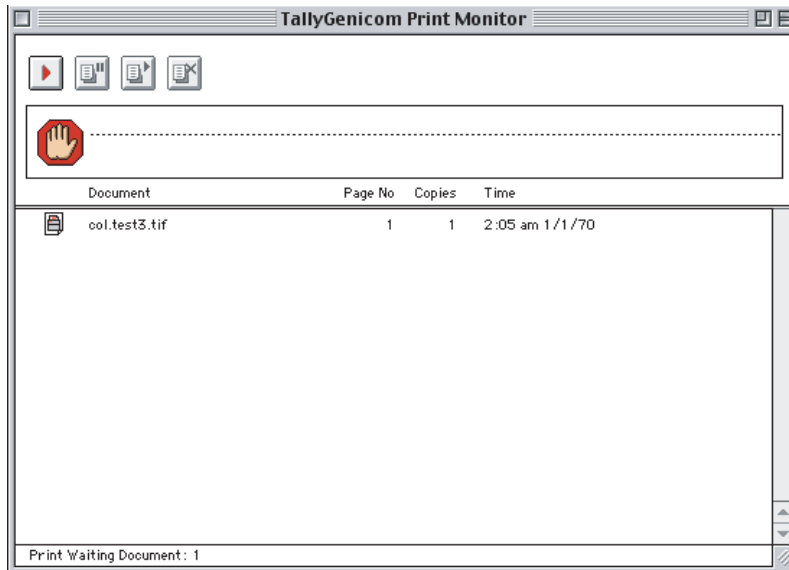 TallyGenicom Print Monitor
Document Page No Copies Time
col.test3.tif 1 1 2:05 am 1/1/70
Print Waiting Document: 1